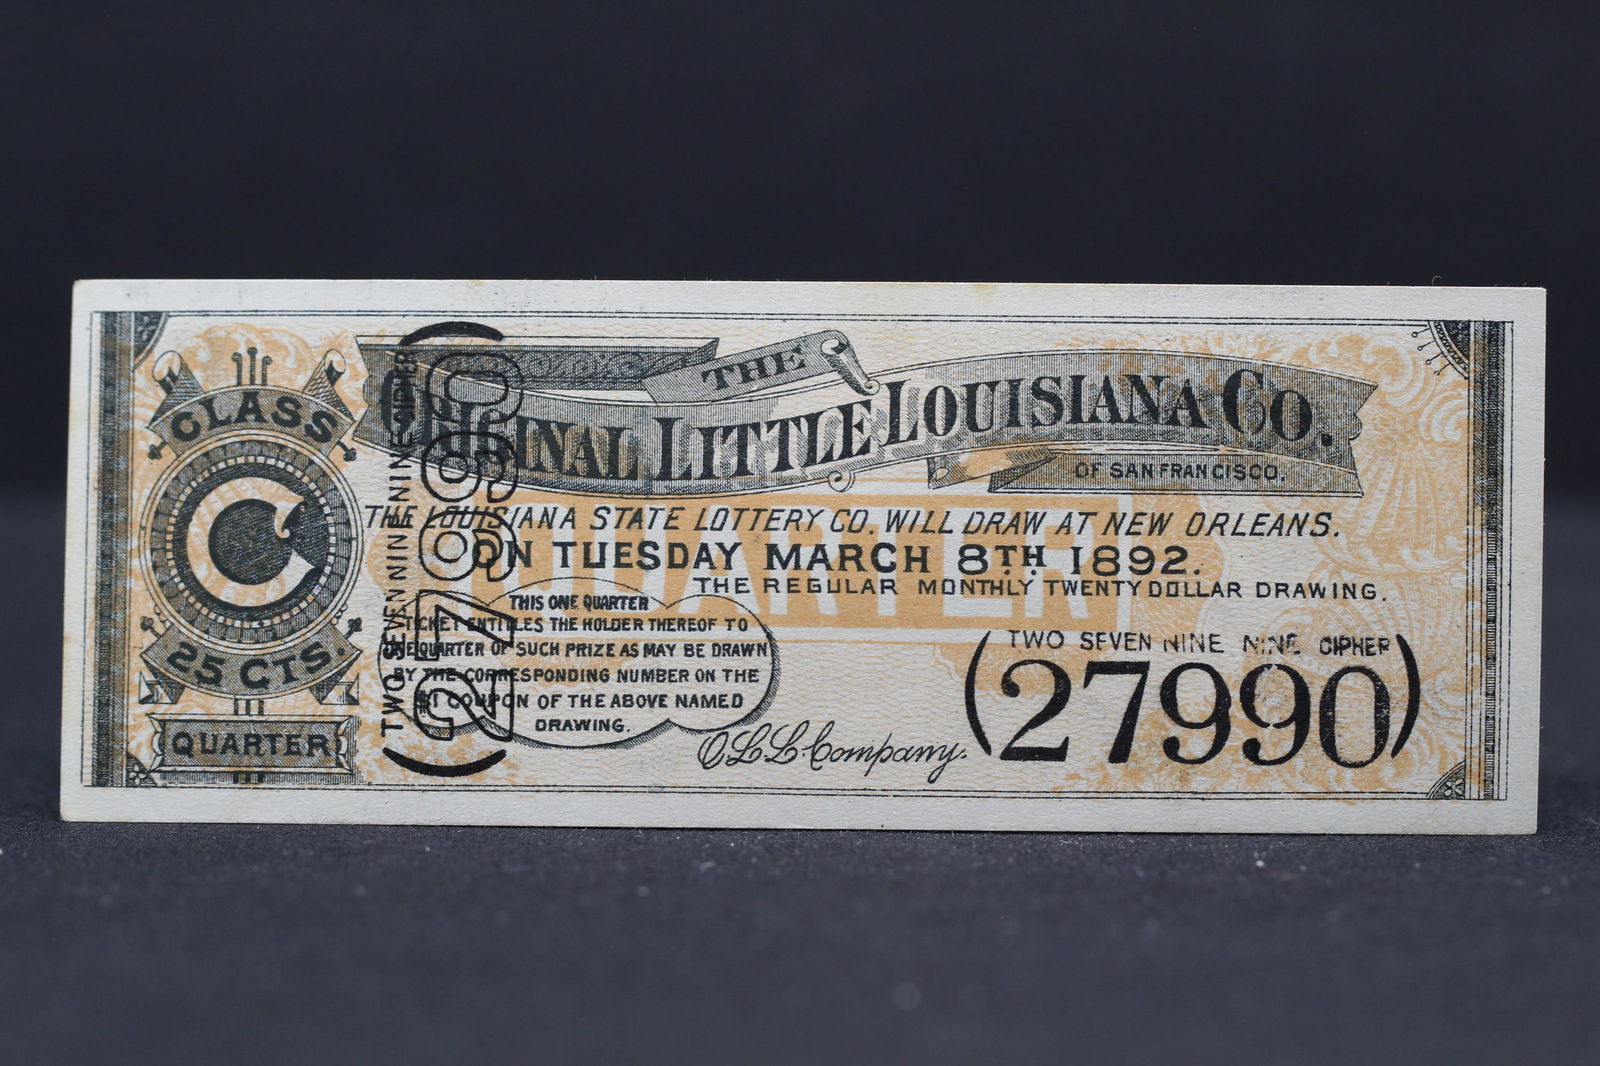 CLASS
C
25 CTS.
QUARTER
TWO SEVEN NINE NINE CIPHER
(27990)
THE
ORIGINAL LITTLE LOUISIANA CO.
OF SAN FRANCISCO.
THE LOUISIANA STATE LOTTERY CO. WILL DRAW AT NEW ORLEANS.
ON TUESDAY MARCH 8TH 1892.
THE REGULAR MONTHLY TWENTY DOLLAR DRAWING.
QUARTER
THIS ONE QUARTER
TICKET ENTITLES THE HOLDER THEREOF TO
ONE QUARTER OF SUCH PRIZE AS MAY BE DRAWN
BY THE CORRESPONDING NUMBER ON THE
$1 COUPON OF THE ABOVE NAMED
DRAWING.
O L L Company.
TWO SEVEN NINE NINE CIPHER
(27990)